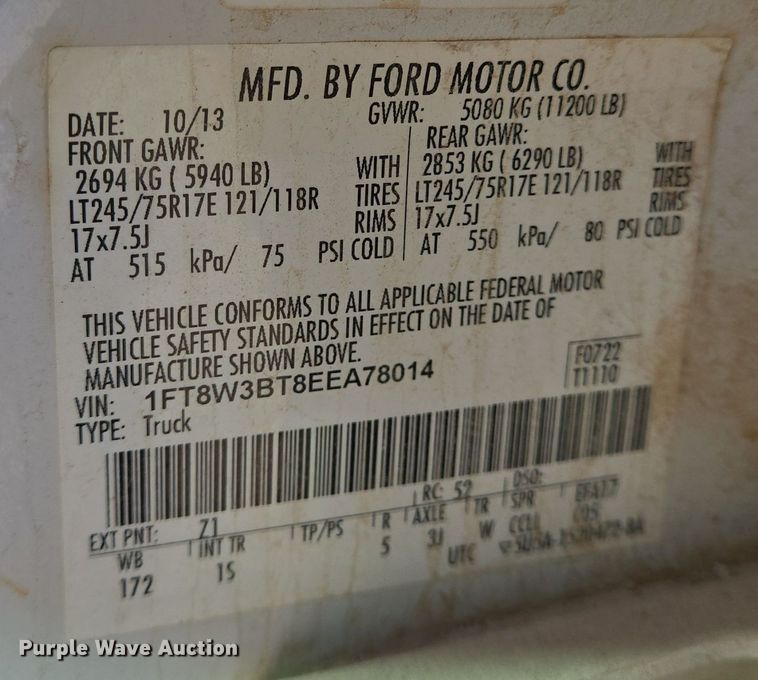 MFD. BY FORD MOTOR CO.
DATE: 10/13 GVWR: 5080 KG (11200 LB)
FRONT GAWR: REAR GAWR:
2694 KG ( 5940 LB) WITH 2853 KG ( 6290 LB) WITH
LT245/75R17E 121/118R TIRES LT245/75R17E 121/118R TIRES
17x7.5J RIMS 17x7.5J RIMS
AT 515 kPa/ 75 PSI COLD AT 550 kPa/ 80 PSI COLD
THIS VEHICLE CONFORMS TO ALL APPLICABLE FEDERAL MOTOR
VEHICLE SAFETY STANDARDS IN EFFECT ON THE DATE OF
MANUFACTURE SHOWN ABOVE.
F0722
VIN: 1FT8W3BT8EEA78014
T1110
TYPE: Truck
EXT PNT: Z1 RC: 52 DSO:
WB INT TR TP/PS R AXLE TR SPR
172 IS 5 3J W CCLL
UTC
Purple Wave Auction